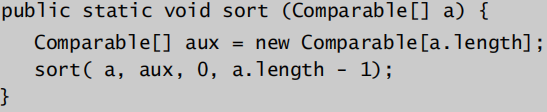 public static void sort (Comparable[] a) {
Comparable[] aux = new Comparable[a.length];
sort( a, aux, 0, a.length - 1);
}